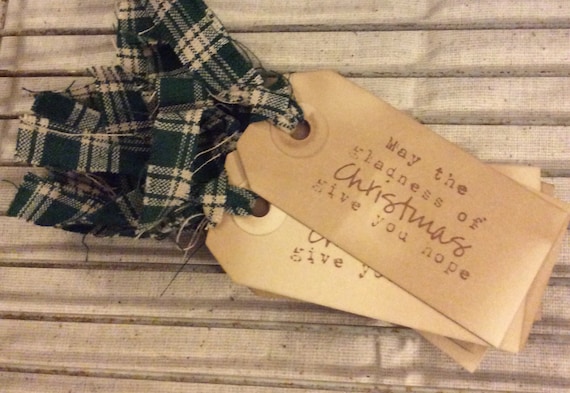 May the
gladness of
Christmas
give you hope
C
give yo